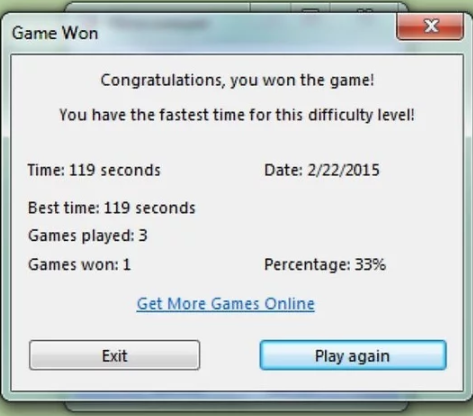 Game Won
Congratulations, you won the game!
You have the fastest time for this difficulty level!
Time: 119 seconds Date: 2/22/2015
Best time: 119 seconds
Games played: 3
Games won: 1 Percentage: 33%
Get More Games Online
Exit Play again